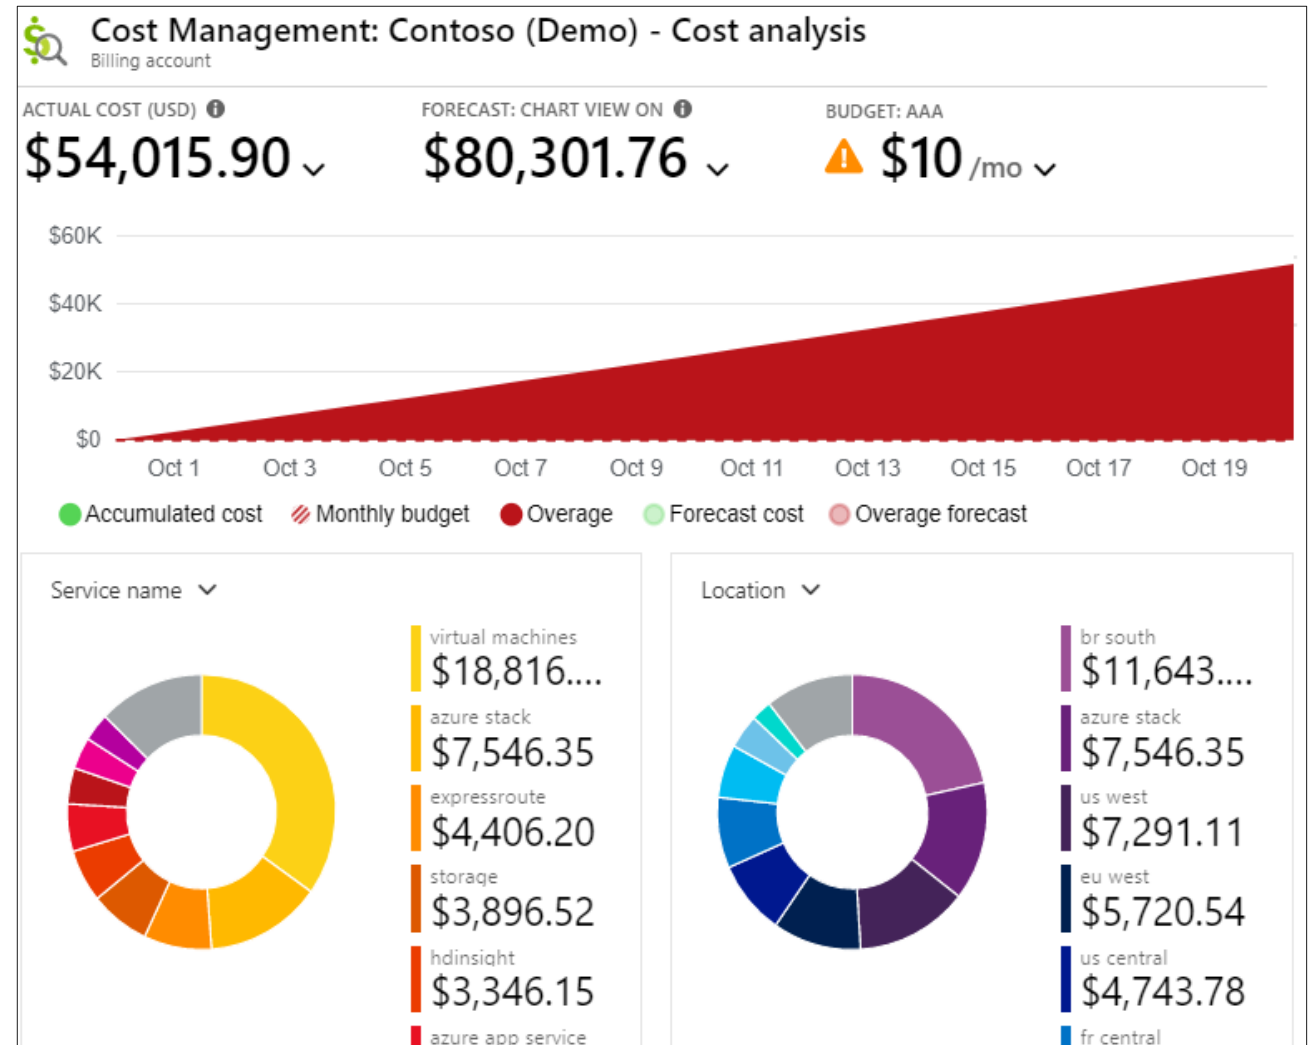 Cost Management: Contoso (Demo) - Cost analysis
Billing account
ACTUAL COST (USD)
FORECAST: CHART VIEW ON
BUDGET: AAA
$54,015.90
$80,301.76
$10 /mo
$60K
$40K
$20K
$0
Oct 1 Oct 3 Oct 5 Oct 7 Oct 9 Oct 11 Oct 13 Oct 15 Oct 17 Oct 19
Accumulated cost Monthly budget Overage Forecast cost Overage forecast
Service name
virtual machines
$18,816....
azure stack
$7,546.35
expressroute
$4,406.20
storage
$3,896.52
hdinsight
$3,346.15
azure app service
Location
br south
$11,643....
azure stack
$7,546.35
us west
$7,291.11
eu west
$5,720.54
us central
$4,743.78
fr central